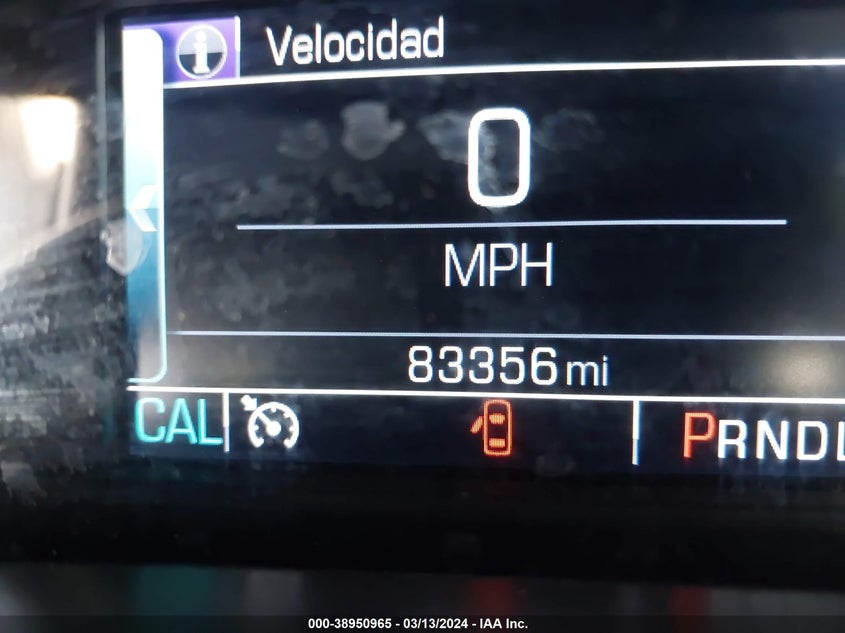 Velocidad
0
MPH
83356 mi
CAL PRNDL
000-38950965 - 03/13/2024 - IAA Inc.